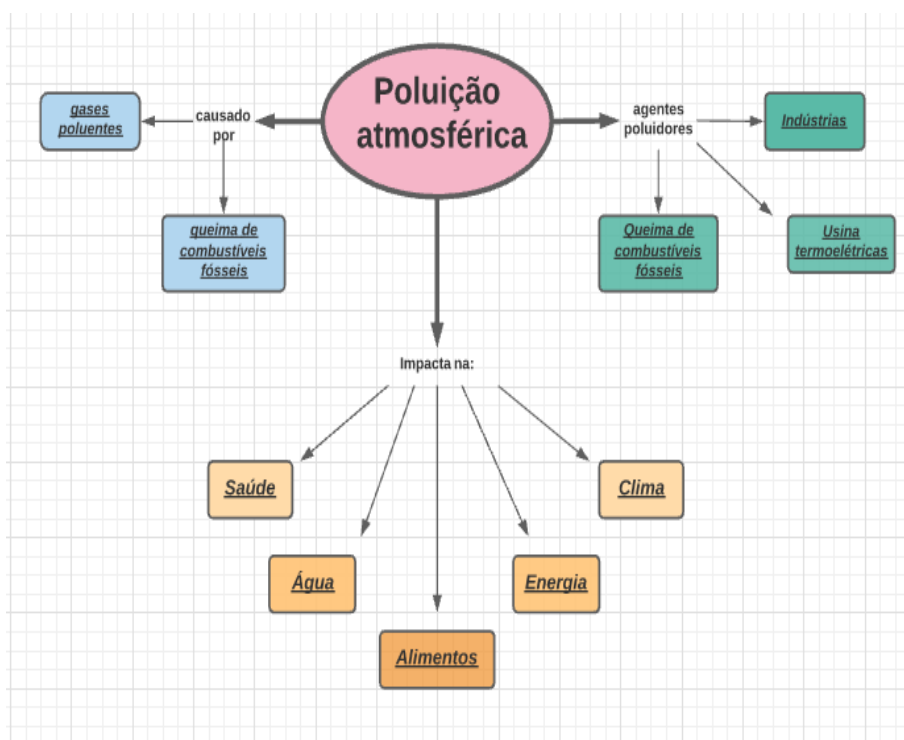 Poluição
atmosférica
causado
por
gases
poluentes
queima de
combustíveis
fósseis
agentes
poluidores
Indústrias
Queima de
combustíveis
fósseis
Usina
termoelétricas
Impacta na:
Saúde
Água
Alimentos
Energia
Clima